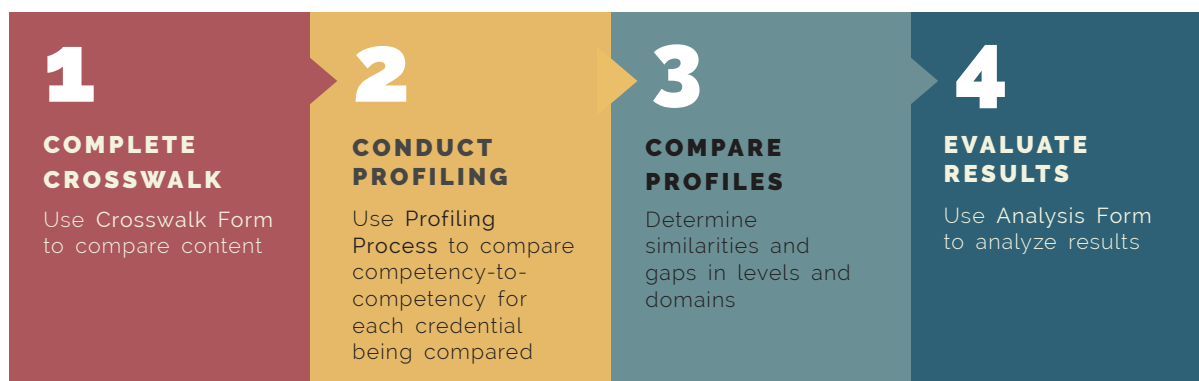 1
COMPLETE
CROSSWALK
Use Crosswalk Form
to compare content
2
CONDUCT
PROFILING
Use Profiling
Process to compare
competency-to-
competency for
each credential
being compared
3
COMPARE
PROFILES
Determine
similarities and
gaps in levels and
domains
4
EVALUATE
RESULTS
Use Analysis Form
to analyze results